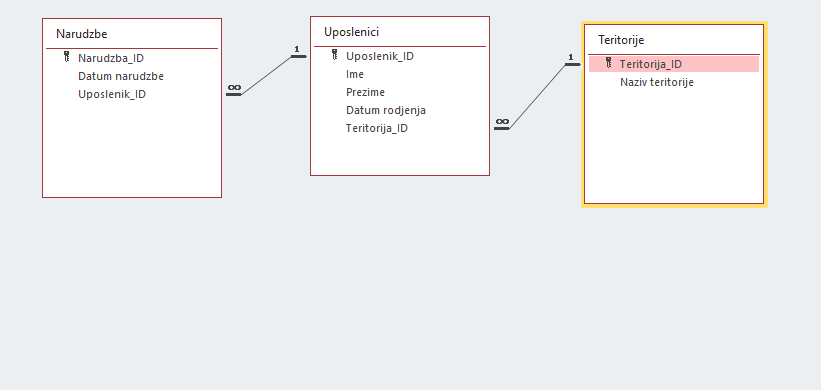 Narudzbe
Narudzba_ID
Datum narudzbe
Uposlenik_ID
∞
1
Uposlenici
Uposlenik_ID
Ime
Prezime
Datum rodjenja
Teritorija_ID
∞
1
Teritorije
Teritorija_ID
Naziv teritorije